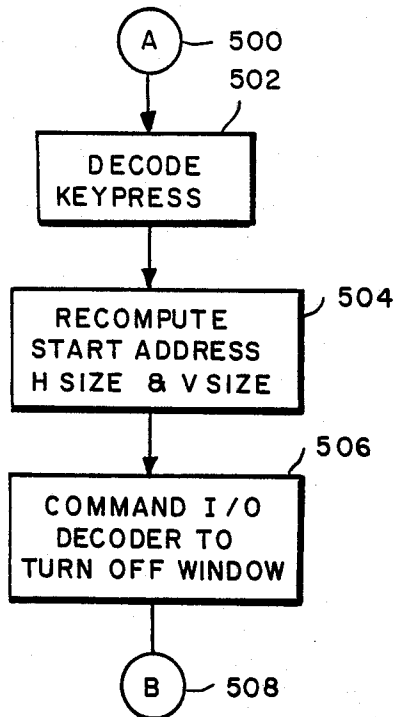 A 500
502
DECODE
KEYPRESS
504
RECOMPUTE
START ADDRESS
H SIZE & V SIZE
506
COMMAND I/O
DECODER TO
TURN OFF WINDOW
B 508